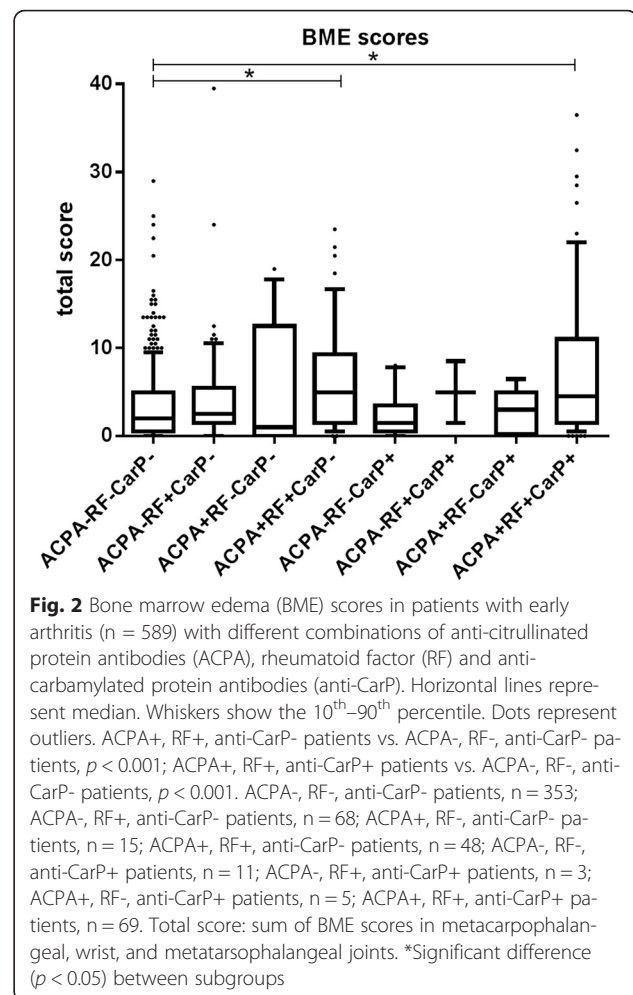 BME scores
*
*
total score
40
30
20
10
0
ACPA-RF-CarP-
ACPA-RF+CarP-
ACPA+RF-CarP-
ACPA+RF+CarP-
ACPA-RF-CarP+
ACPA-RF+CarP+
ACPA+RF-CarP+
ACPA+RF+CarP+
Fig. 2 Bone marrow edema (BME) scores in patients with early
arthritis (n = 589) with different combinations of anti-citrullinated
protein antibodies (ACPA), rheumatoid factor (RF) and anti-
carbamylated protein antibodies (anti-CarP). Horizontal lines repre-
sent median. Whiskers show the 10th–90th percentile. Dots represent
outliers. ACPA+, RF+, anti-CarP- patients vs. ACPA-, RF-, anti-CarP- pa-
tients, p < 0.001; ACPA+, RF+, anti-CarP+ patients vs. ACPA-, RF-, anti-
CarP- patients, p < 0.001. ACPA-, RF-, anti-CarP- patients, n = 353;
ACPA-, RF+, anti-CarP- patients, n = 68; ACPA+, RF-, anti-CarP- pa-
tients, n = 15; ACPA+, RF+, anti-CarP- patients, n = 48; ACPA-, RF-,
anti-CarP+ patients, n = 11; ACPA-, RF+, anti-CarP+ patients, n = 3;
ACPA+, RF-, anti-CarP+ patients, n = 5; ACPA+, RF+, anti-CarP+ pa-
tients, n = 69. Total score: sum of BME scores in metacarpophalan-
geal, wrist, and metatarsophalangeal joints. *Significant difference
(p < 0.05) between subgroups